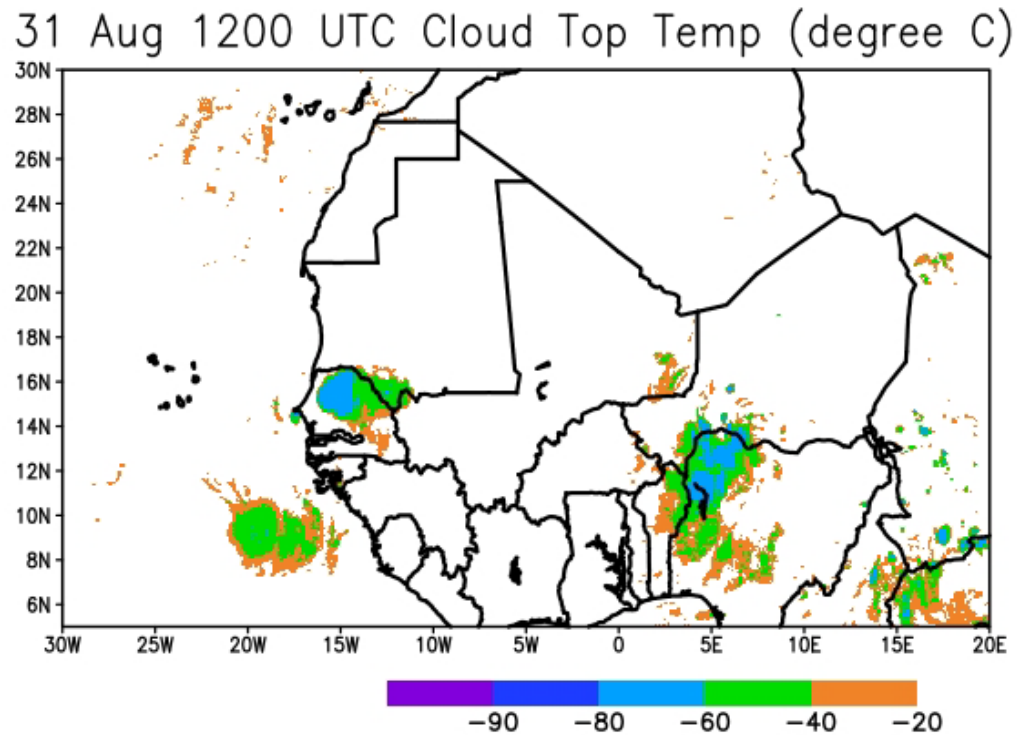 31 Aug 1200 UTC Cloud Top Temp (degree C)
30N
28N
26N
24N
22N
20N
18N
16N
14N
12N
10N
8N
6N
30W 25W 20W 15W 10W 5W 0 5E 10E 15E 20E
−90 −80 −60 −40 −20